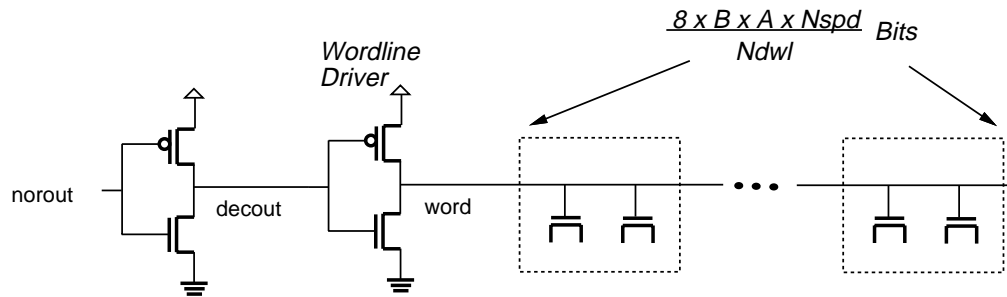 8 x B x A x Nspd
Ndwl
Bits
Wordline
Driver
norout
decout
word